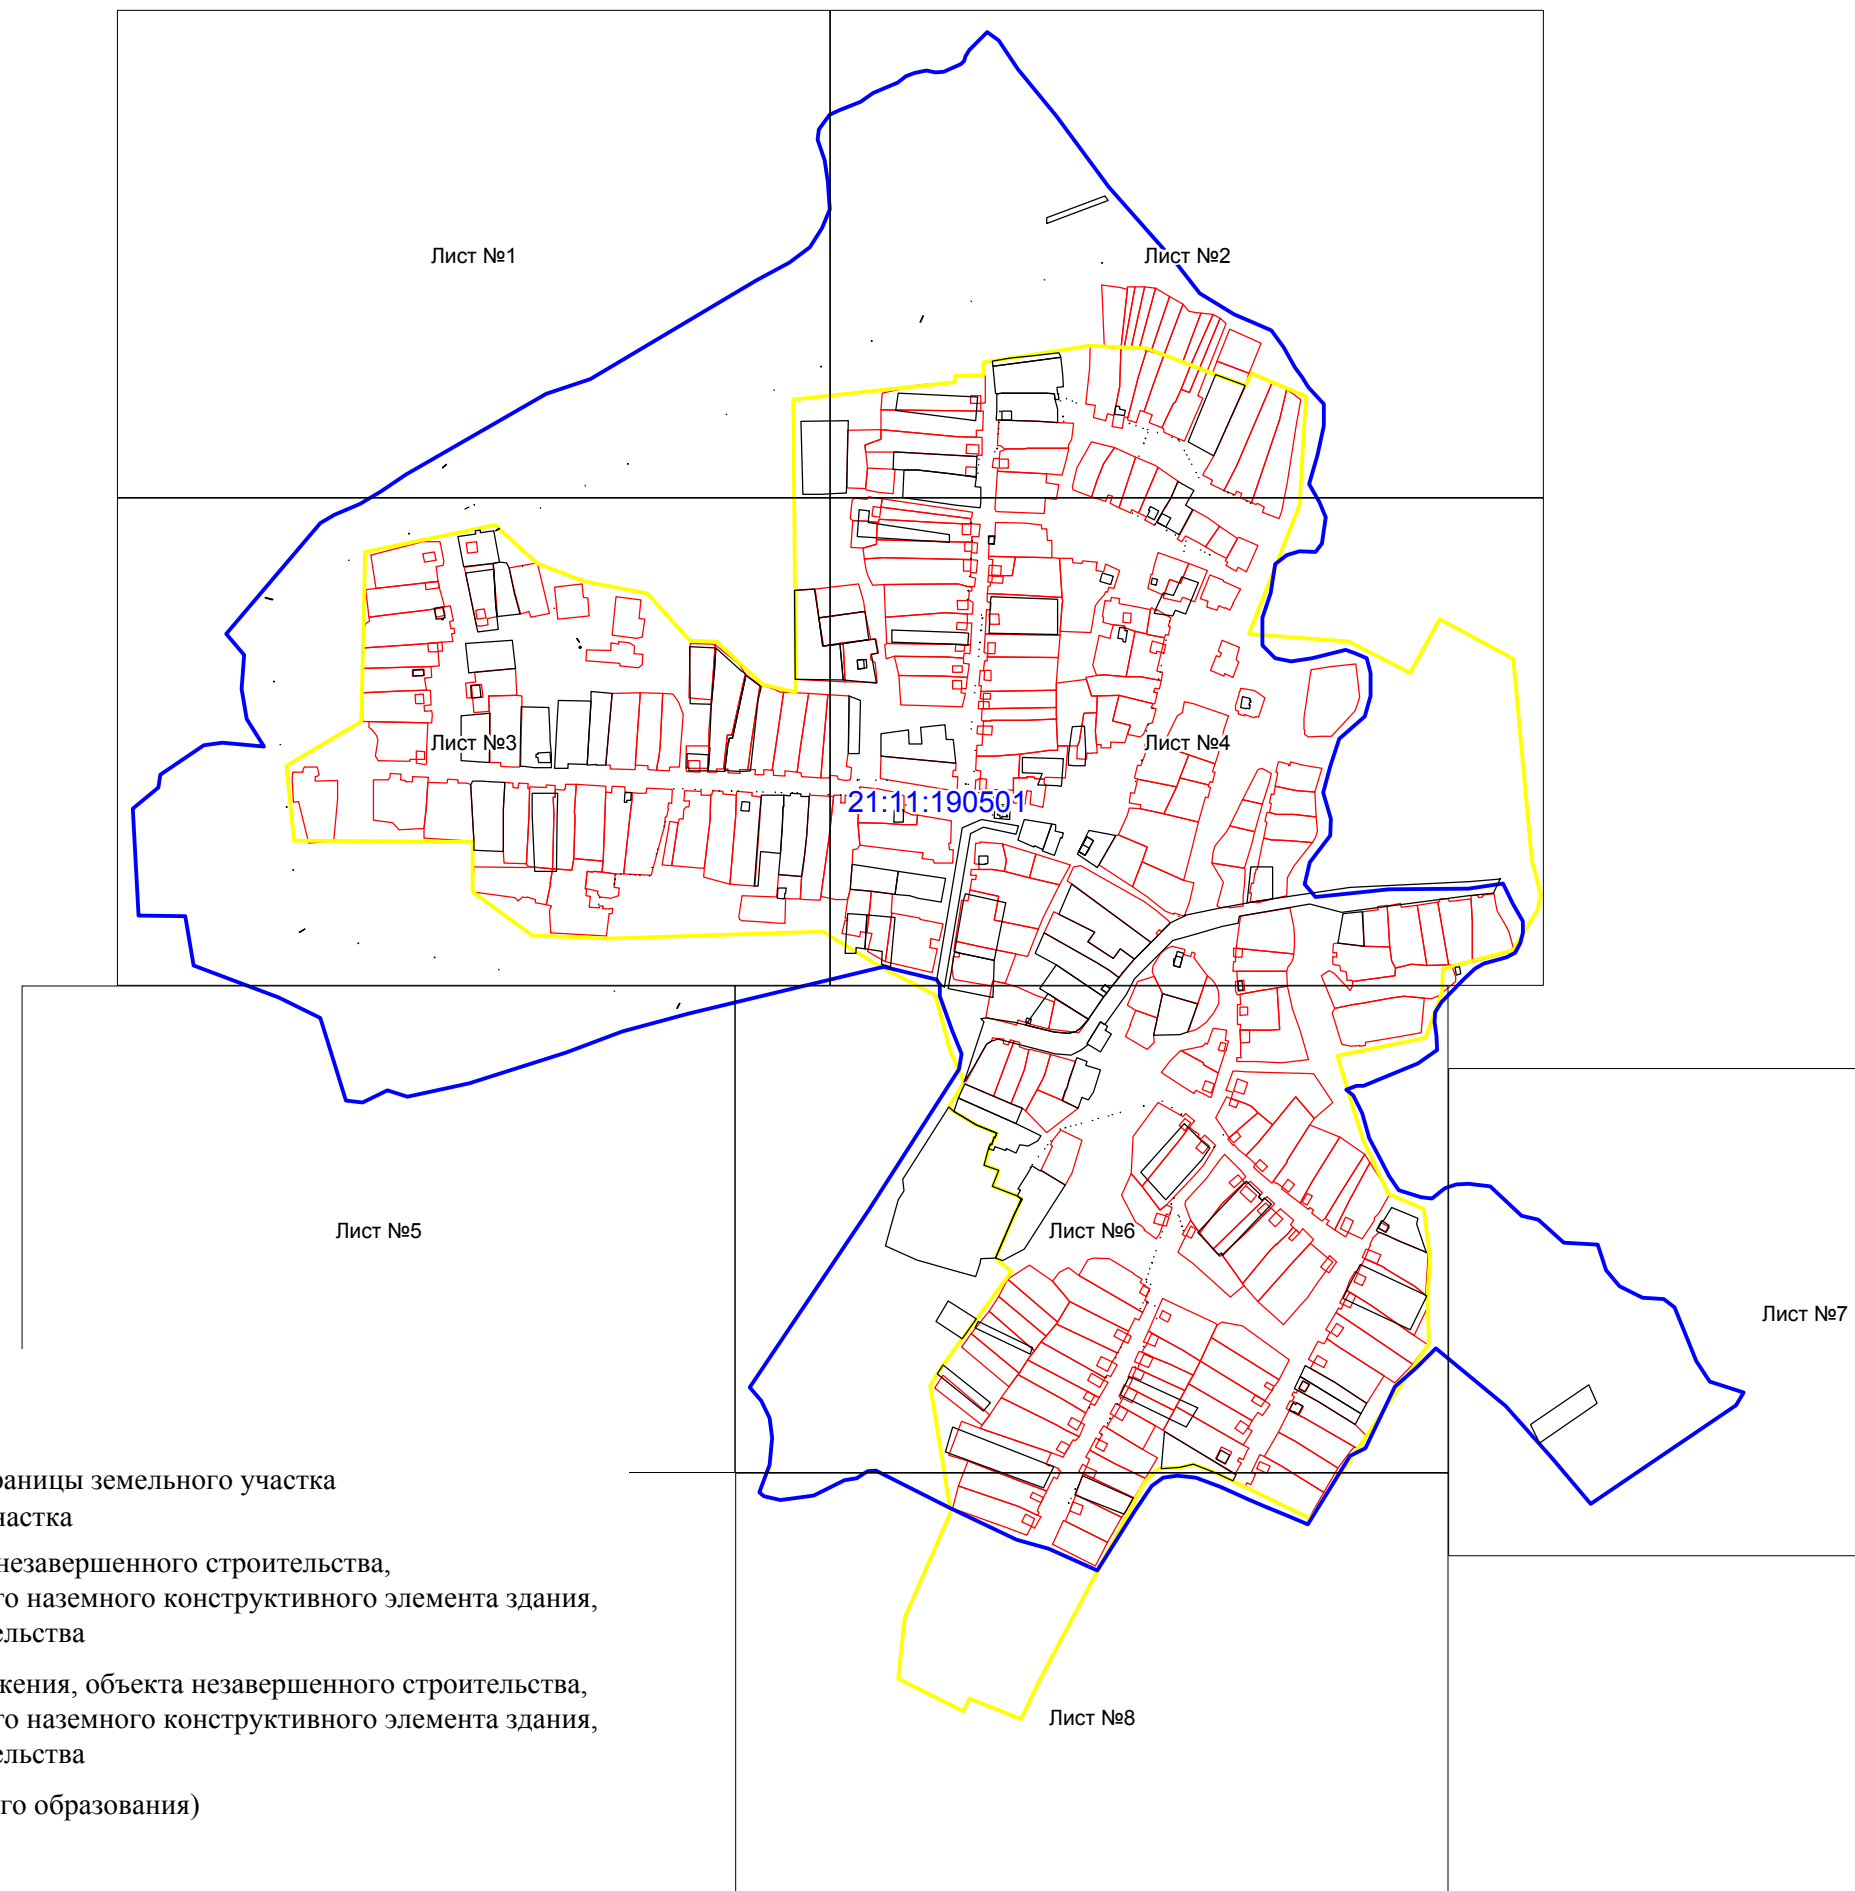 Лист №1
Лист №2
Лист №3
Лист №4
21:11:190501
Лист №5
Лист №6
Лист №7
раницы земельного участка
частка
незавершенного строительства,
го наземного конструктивного элемента здания,
ельства
жения, объекта незавершенного строительства,
го наземного конструктивного элемента здания,
ельства
Лист №8
го образования)